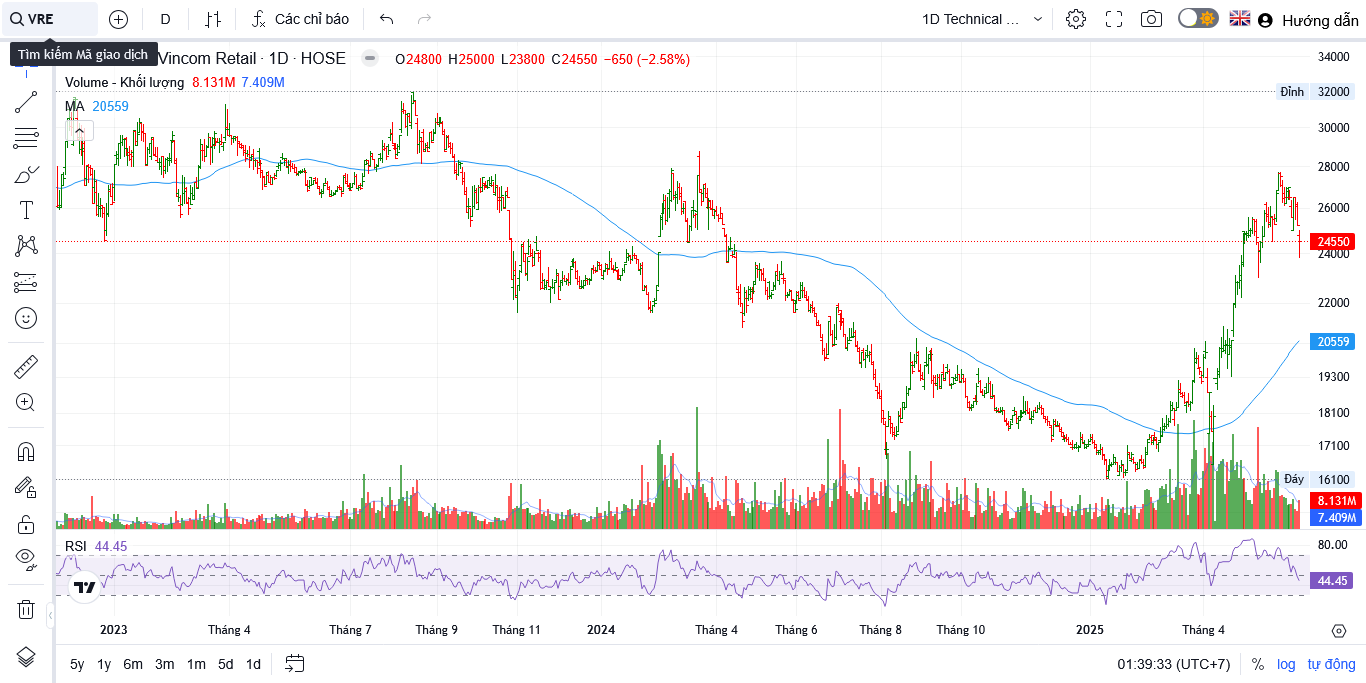 VRE D Các chỉ báo 1D Technical ... Hướng dẫn
Tìm kiếm Mã giao dịch
Vincom Retail · 1D · HOSE O24800 H25000 L23800 C24550 −650 (−2.58%)
Volume - Khối lượng 8.131M 7.409M
MA 20559
34000
Đỉnh 32000
30000
28000
26000
24550
24000
22000
20559
19300
18100
17100
Đáy 16100
8.131M
7.409M
RSI 44.45
80.00
44.45
2023 Tháng 4 Tháng 7 Tháng 9 Tháng 11 2024 Tháng 4 Tháng 6 Tháng 8 Tháng 10 2025 Tháng 4
5y 1y 6m 3m 1m 5d 1d 01:39:33 (UTC+7) % log tự động